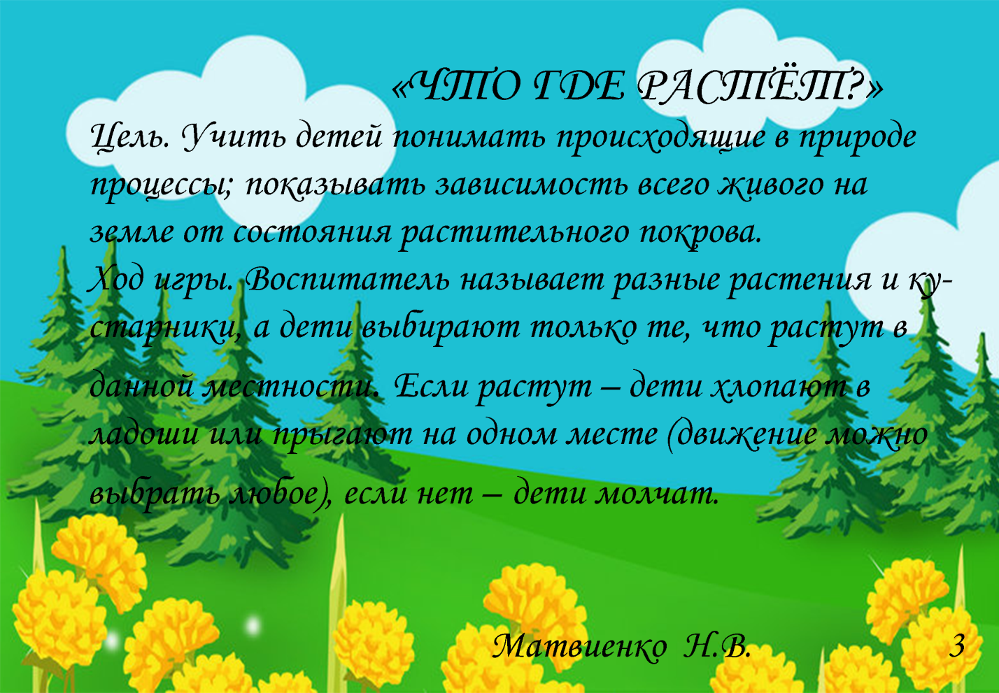 «ЧТО ГДЕ РАСТЁТ?»
Цель. Учить детей понимать происходящие в природе
процессы; показывать зависимость всего живого на
земле от состояния растительного покрова.
Ход игры. Воспитатель называет разные растения и ку-
старники, а дети выбирают только те, что растут в
данной местности. Если растут – дети хлопают в
ладоши или прыгают на одном месте (движение можно
выбрать любое), если нет – дети молчат.
Матвиенко Н.В. 3